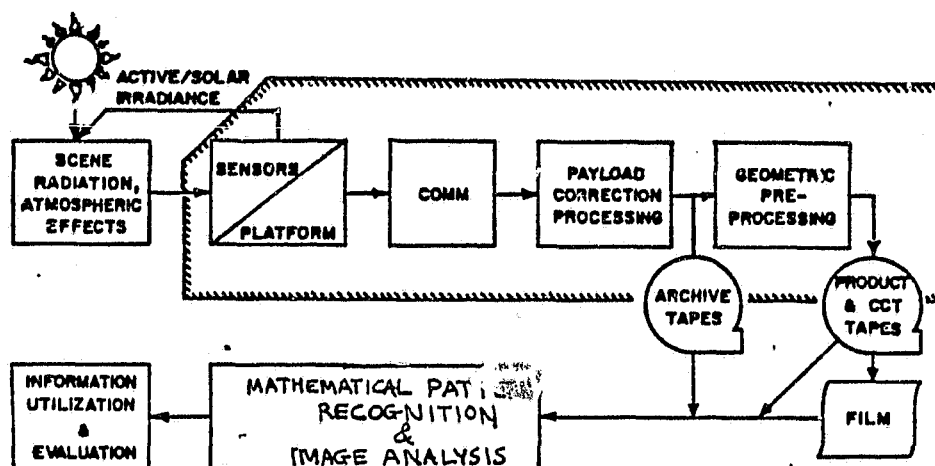 ACTIVE/SOLAR
IRRADIANCE
SCENE
RADIATION,
ATMOSPHERIC
EFFECTS
SENSORS
PLATFORM
COMM
PAYLOAD
CORRECTION
PROCESSING
GEOMETRIC
PRE-
PROCESSING
ARCHIVE
TAPES
PRODUCT
& CCT
TAPES
FILM
MATHEMATICAL
RECOGNITION
&
IMAGE ANALYSIS
INFORMATION
UTILIZATION
&
EVALUATION